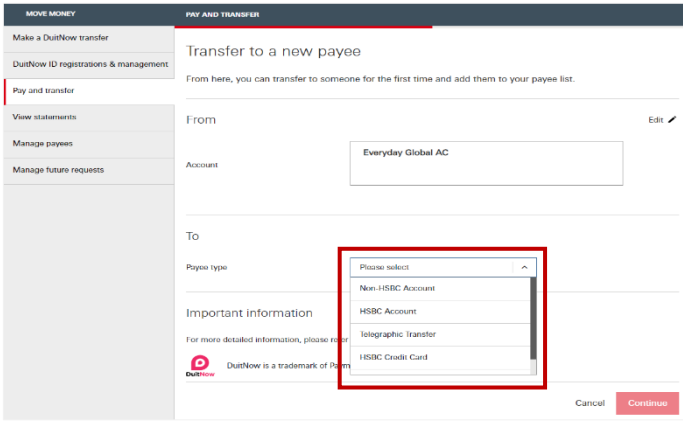 MOVE MONEY
PAY AND TRANSFER
Make a DuitNow transfer
DuitNow ID registrations & management
Pay and transfer
View statements
Manage payees
Manage future requests
Transfer to a new payee
From here, you can transfer to someone for the first time and add them to your payee list.
From
Edit
Account
Everyday Global AC
To
Payee type
Please select
Non-HSBC Account
HSBC Account
Telegraphic Transfer
HSBC Credit Card
Important information
For more detailed information, please refer
DuitNow
DuitNow is a trademark of Paym
Cancel
Continue